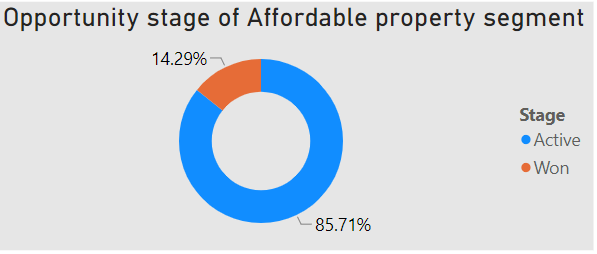 Opportunity stage of Affordable property segment
14.29%
Stage
Active
Won
85.71%